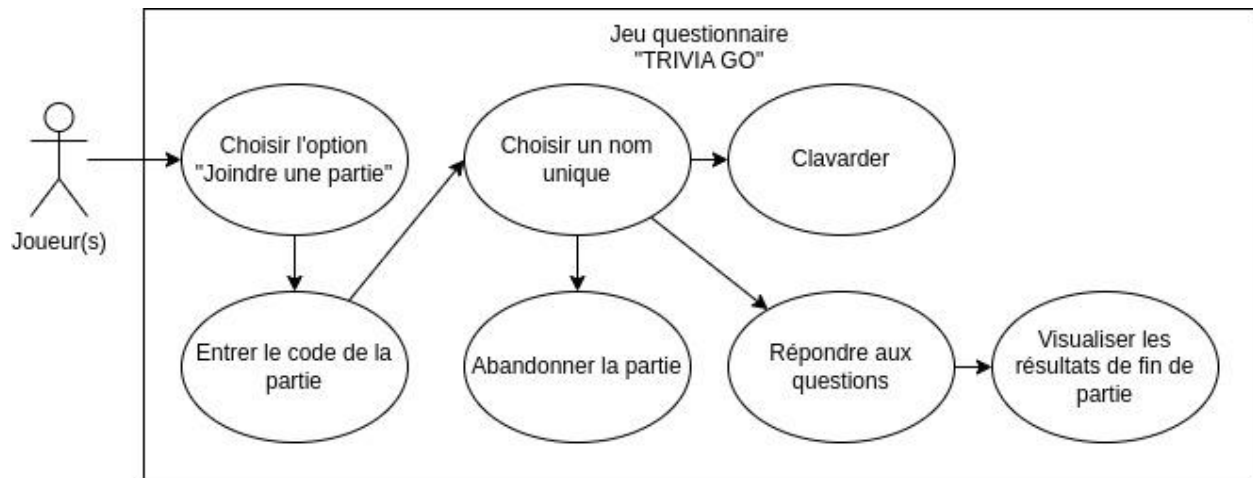 Jeu questionnaire
"TRIVIA GO"
Choisir l'option
"Joindre une partie"
Choisir un nom
unique
Clavarder
Joueur(s)
Entrer le code de la
partie
Abandonner la partie
Répondre aux
questions
Visualiser les
résultats de fin de
partie